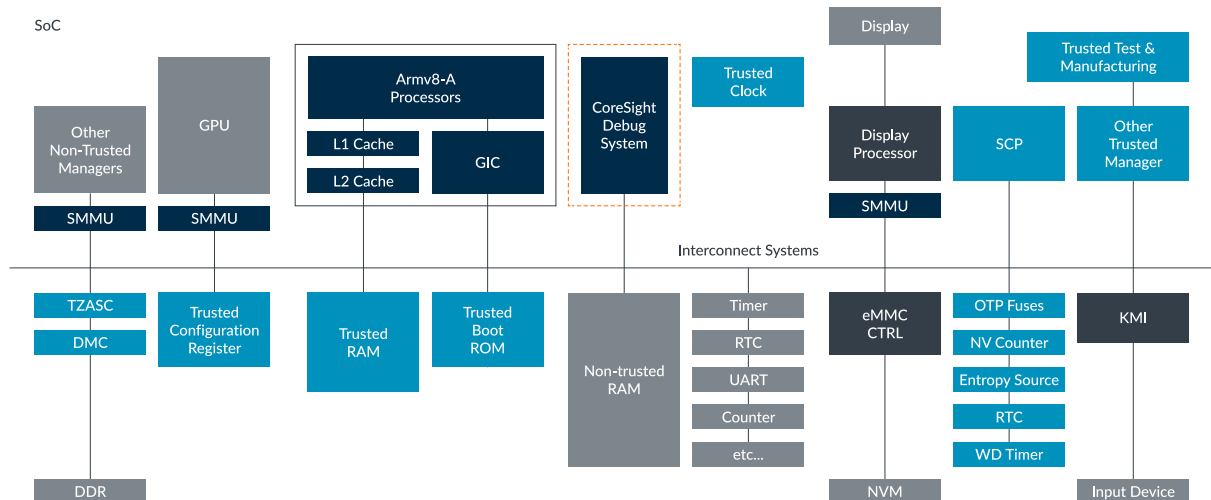 SoC
Other
Non-Trusted
Managers
SMMU
GPU
SMMU
Armv8-A
Processors
L1 Cache
L2 Cache
GIC
CoreSight
Debug
System
Trusted
Clock
Display
Display
Processor
SMMU
SCP
Trusted Test &
Manufacturing
Other
Trusted
Manager
Interconnect Systems
TZASC
DMC
DDR
Trusted
Configuration
Register
Trusted
RAM
Trusted
Boot
ROM
Non-trusted
RAM
Timer
RTC
UART
Counter
etc...
eMMC
CTRL
NVM
OTP Fuses
NV Counter
Entropy Source
RTC
WD Timer
KMI
Input Device